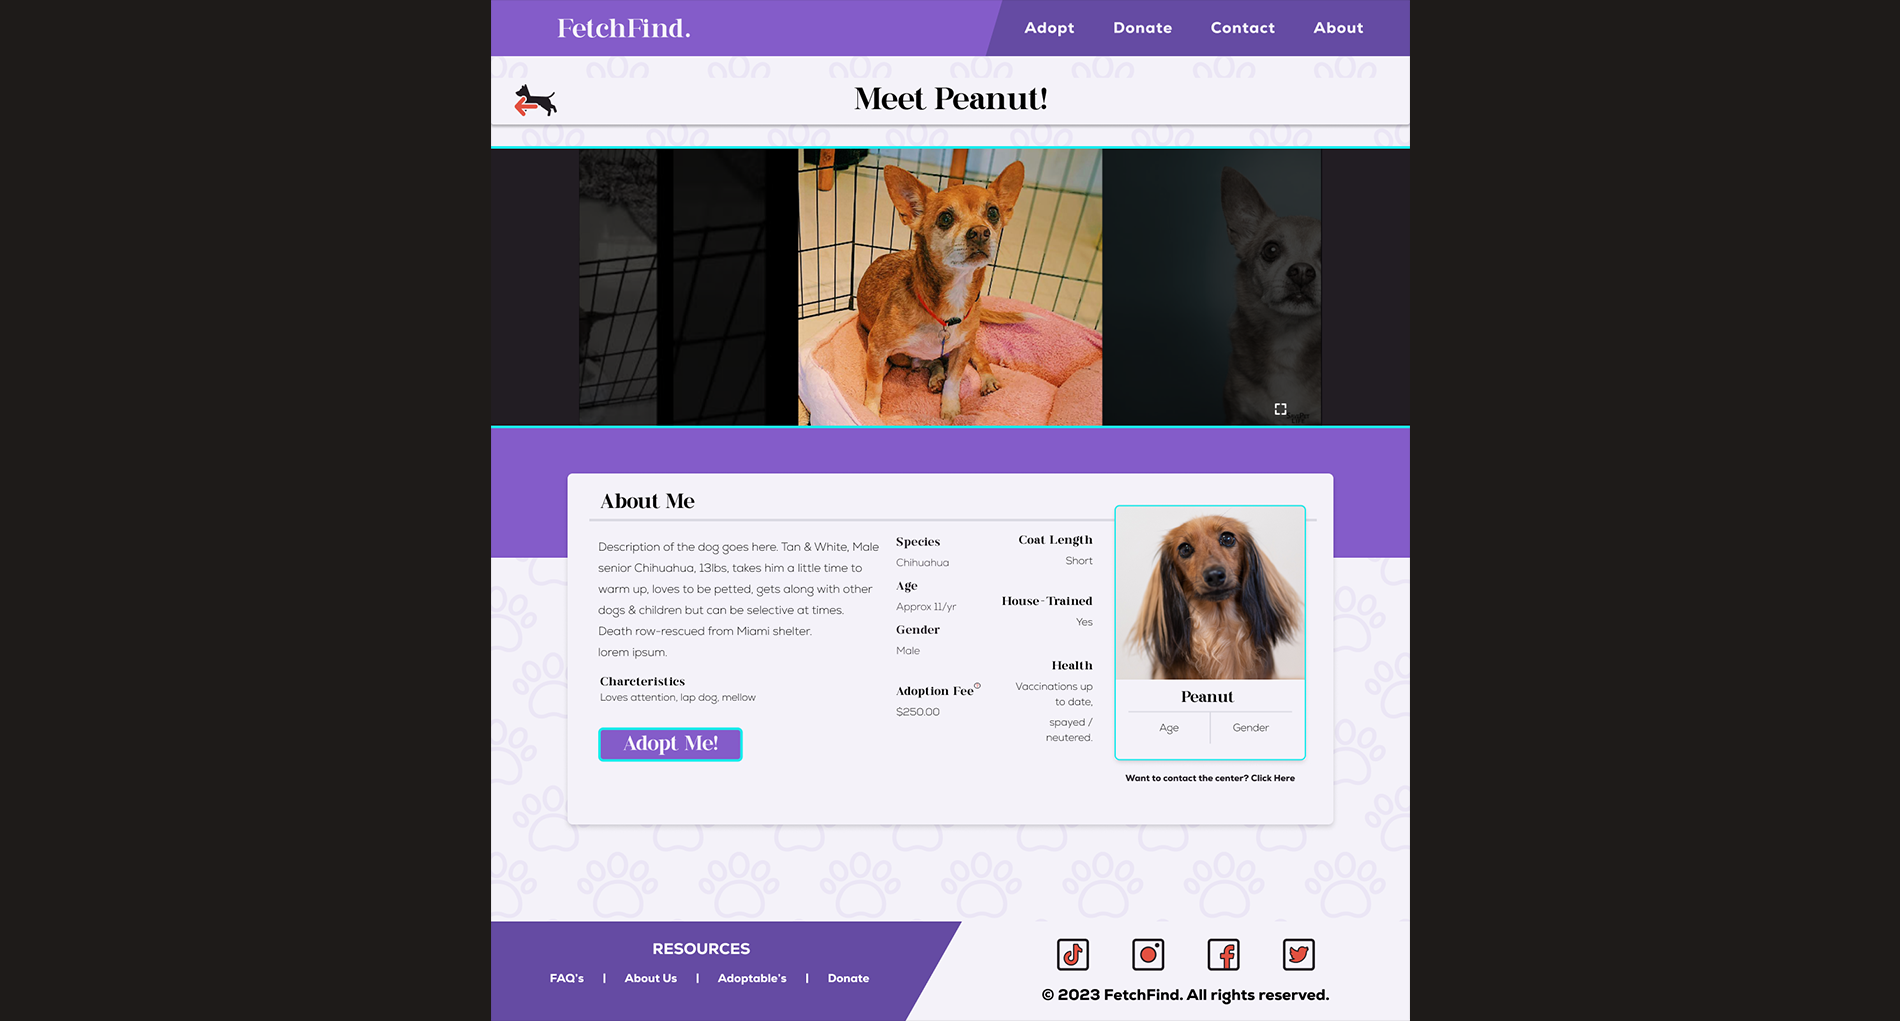 FetchFind.
Adopt Donate Contact About
Meet Peanut!
About Me
Description of the dog goes here. Tan & White, Male
senior Chihuahua, 13lbs, takes him a little time to
warm up, loves to be petted, gets along with other
dogs & children but can be selective at times.
Death row-rescued from Miami shelter.
lorem ipsum.
Charcteristics
Loves attention, lap dog, mellow
Adopt Me!
Species
Chihuahua
Age
Approx 11/yr
Gender
Male
Adoption Fee
$250.00
Coat Length
Short
House-Trained
Yes
Health
Vaccinations up
to date,
spayed /
neutered.
Peanut
Age Gender
Want to contact the center? Click Here
RESOURCES
FAQ's | About Us | Adoptable's | Donate
© 2023 FetchFind. All rights reserved.